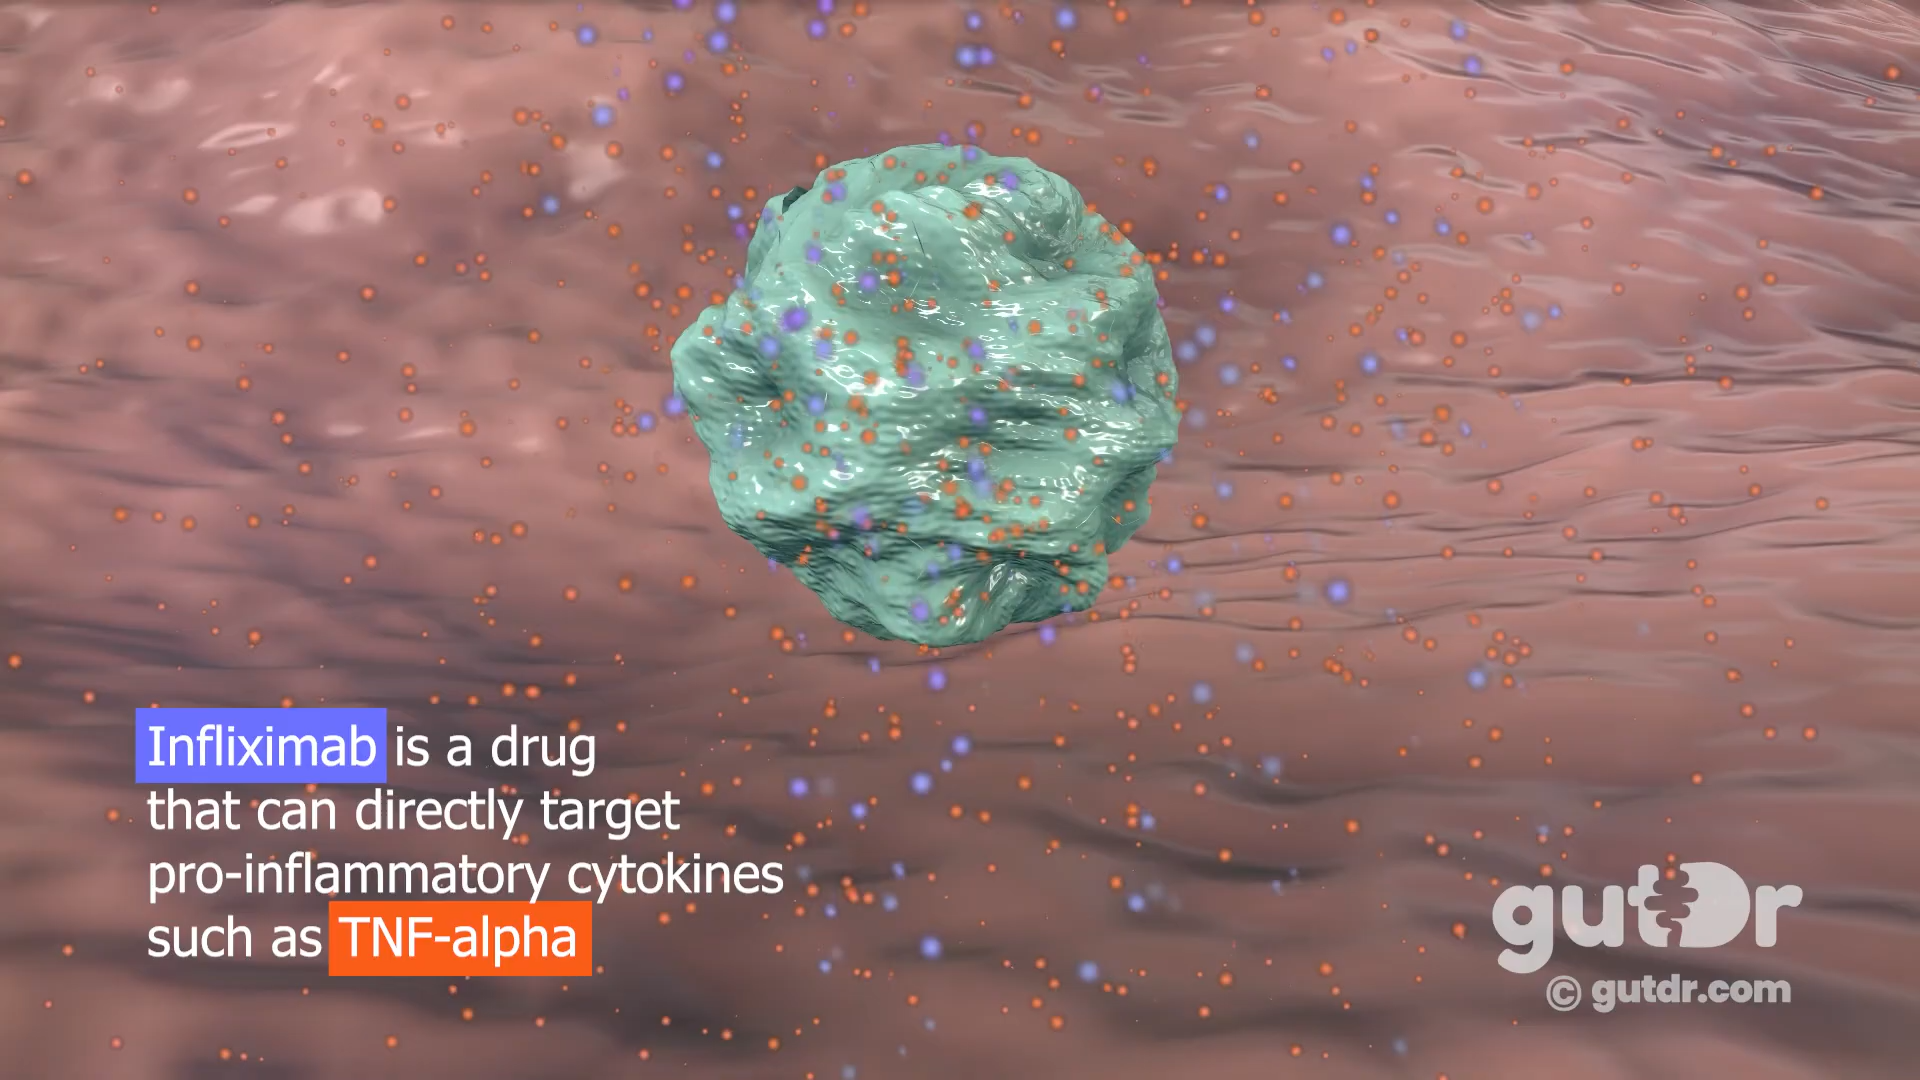 Infliximab is a drug
that can directly target
pro-inflammatory cytokines
such as TNF-alpha
gutDr
© gutdr.com